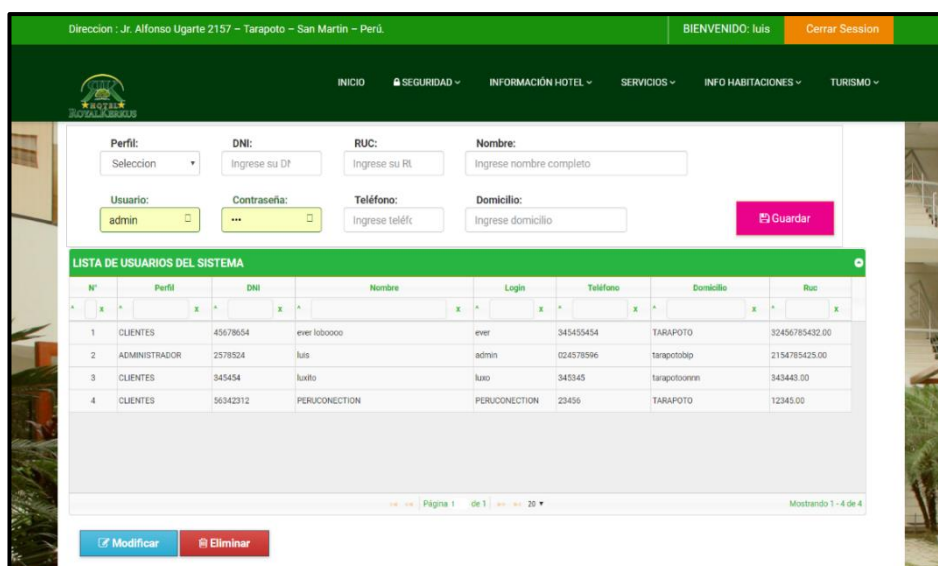 Direccion : Jr. Alfonso Ugarte 2157 – Tarapoto – San Martin – Perú.
BIENVENIDO: luis
Cerrar Session
HOTEL
ROYAL KERKUS
INICIO
SEGURIDAD
INFORMACIÓN HOTEL
SERVICIOS
INFO HABITACIONES
TURISMO
Perfil: DNI: RUC: Nombre:
Seleccion Ingrese su DN Ingrese su RU Ingrese nombre completo
Usuario: Contraseña: Teléfono: Domicilio:
admin ••• Ingrese teléfo Ingrese domicilio
Guardar
LISTA DE USUARIOS DEL SISTEMA
N° Perfil DNI Nombre Login Teléfono Domicilio Ruc
* x * x * x * x * x * x * x * x
1 CLIENTES 45678654 ever loboooo ever 345455454 TARAPOTO 32456785432.00
2 ADMINISTRADOR 2578524 luis admin 024578596 tarapotobip 2154785425.00
3 CLIENTES 345454 luxito luxo 345345 tarapotoonnn 343443.00
4 CLIENTES 56342312 PERUCONECTION PERUCONECTION 23456 TARAPOTO 12345.00
Página 1 de 1 20
Mostrando 1 - 4 de 4
Modificar
Eliminar